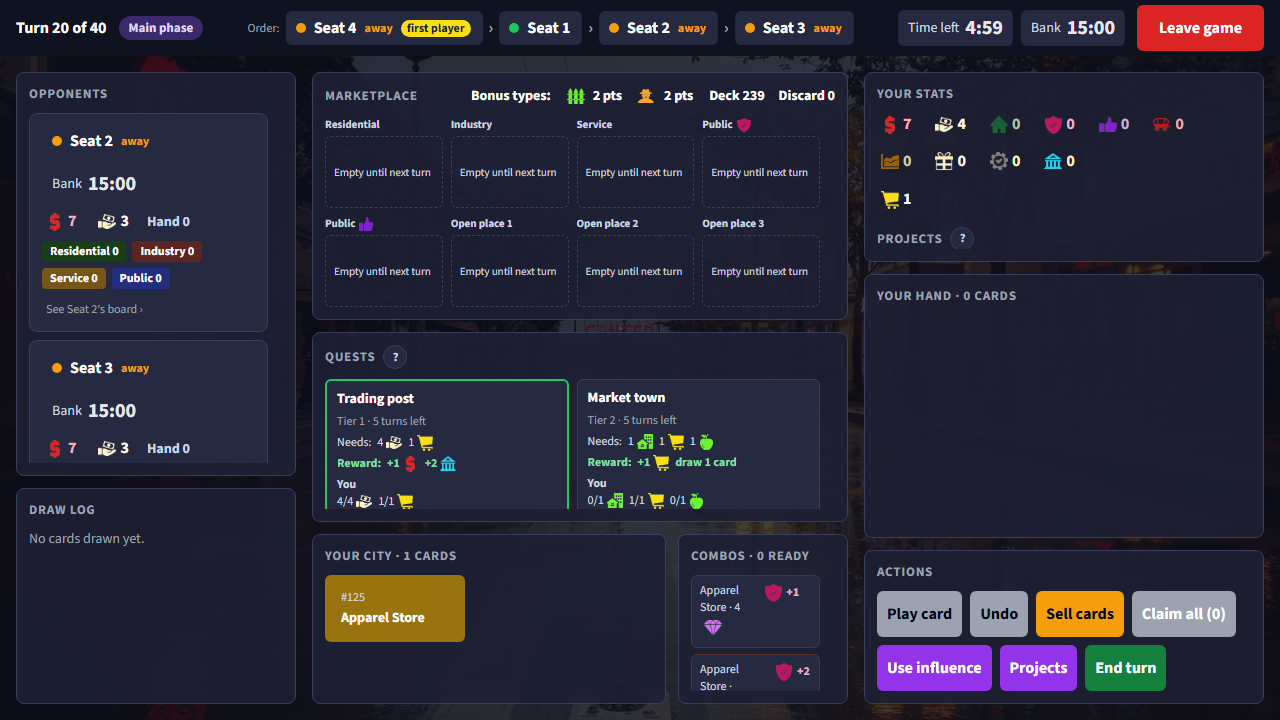 Turn 20 of 40 Main phase Order: Seat 4 away first player › Seat 1 › Seat 2 away › Seat 3 away Time left 4:59 Bank 15:00 Leave game
OPPONENTS
Seat 2 away
Bank 15:00
7 3 Hand 0
Residential 0 Industry 0
Service 0 Public 0
See Seat 2's board ›
Seat 3 away
Bank 15:00
7 3 Hand 0
DRAW LOG
No cards drawn yet.
MARKETPLACE Bonus types: 2 pts 2 pts Deck 239 Discard 0
Residential Industry Service Public
Empty until next turn Empty until next turn Empty until next turn Empty until next turn
Public Open place 1 Open place 2 Open place 3
Empty until next turn Empty until next turn Empty until next turn Empty until next turn
QUESTS ?
Trading post
Tier 1 · 5 turns left
Needs: 4 1
Reward: +1 +2
You
4/4 1/1
Market town
Tier 2 · 5 turns left
Needs: 1 1 1
Reward: +1 draw 1 card
You
0/1 1/1 0/1
YOUR CITY · 1 CARDS
#125
Apparel Store
COMBOS · 0 READY
Apparel +1
Store · 4
Apparel +2
Store ·
YOUR STATS
$ 7 4 0 0 0 0
0 0 0 0
1
PROJECTS ?
YOUR HAND · 0 CARDS
ACTIONS
Play card Undo Sell cards Claim all (0)
Use influence Projects End turn